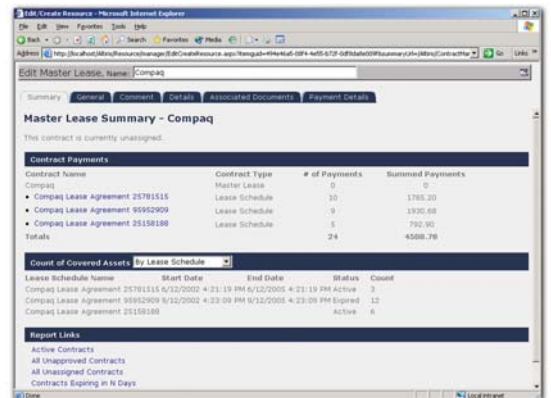 Edit/Create Resource - Microsoft Internet Explorer
File Edit View Favorites Tools Help
Back Search Favorites Media
Address Go Links
Edit Master Lease, Name: Compaq
Summary General Comment Details Associated Documents Payment Details
Master Lease Summary - Compaq
This contract is currently unassigned.
Contract Payments
Contract Name Contract Type # of Payments Summed Payments
Compaq Master Lease 0 0
• Compaq Lease Agreement 25781515 Lease Schedule 10 1785.20
• Compaq Lease Agreement 95952909 Lease Schedule 9 1930.68
• Compaq Lease Agreement 25158188 Lease Schedule 5 792.90
Totals 24 4508.78
Count of Covered Assets By Lease Schedule
Lease Schedule Name Start Date End Date Status Count
Compaq Lease Agreement 25781515 6/12/2002 4:21:19 PM 6/12/2005 4:21:19 PM Active 3
Compaq Lease Agreement 95952909 9/12/2002 4:23:09 PM 9/12/2005 4:23:09 PM Expired 12
Compaq Lease Agreement 25158188 Active 6
Report Links
Active Contracts
All Unapproved Contracts
All Unassigned Contracts
Contracts Expiring in N Days
Done Local intranet